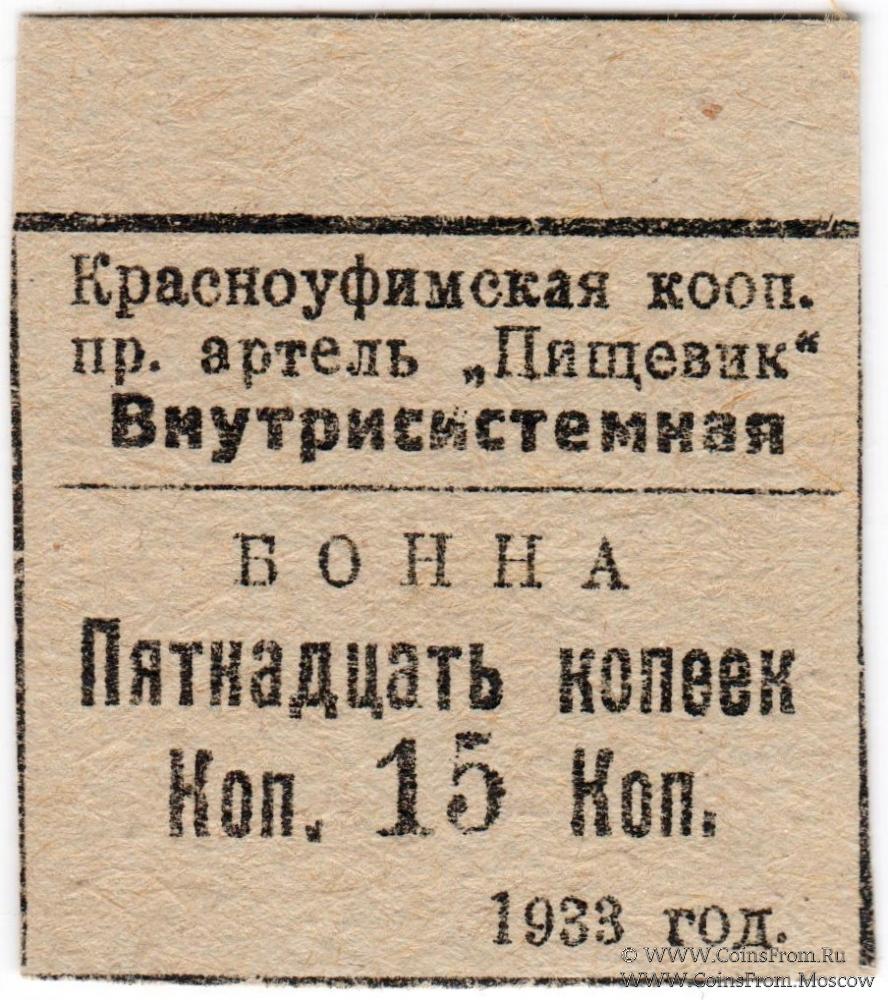 Красноуфимская кооп.
пр. артель „Пищевик“
Внутрисистемная
БОННА
Пятнадцать копеек
Коп. 15 Коп.
1933 год.
© WWW.CoinsFrom.Ru
WWW.CoinsFrom.Moscow